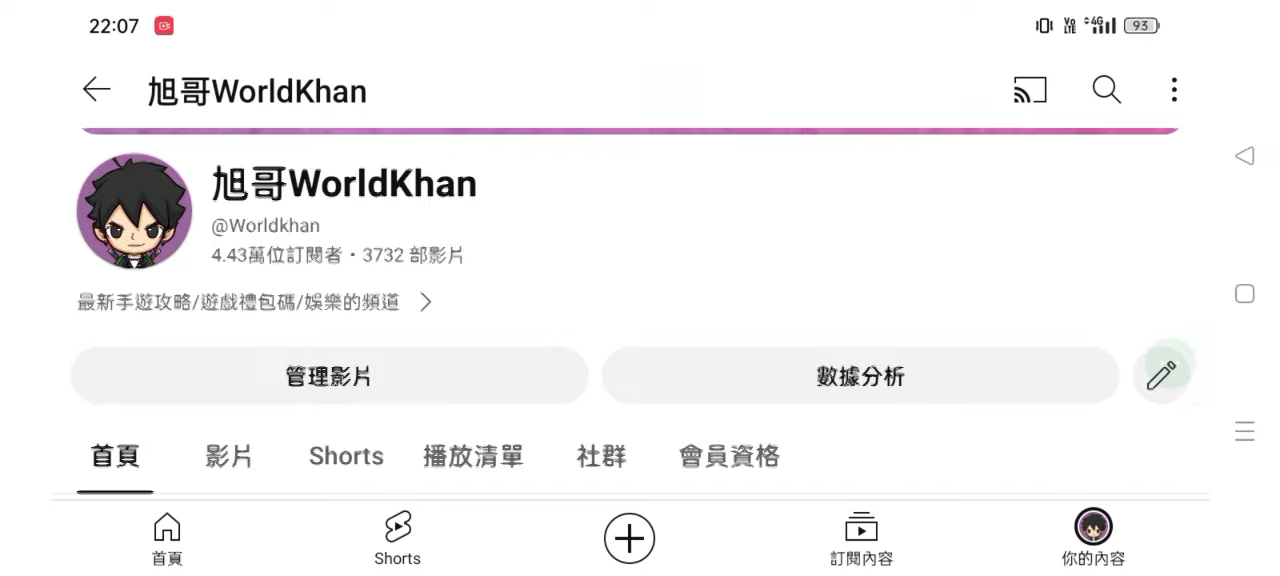 22:07
VO LTE 4G 93
旭哥WorldKhan
旭哥WorldKhan
@Worldkhan
4.43萬位訂閱者・3732 部影片
最新手遊攻略/遊戲禮包碼/娛樂的頻道
管理影片 數據分析
首頁 影片 Shorts 播放清單 社群 會員資格
首頁 Shorts 訂閱內容 你的內容